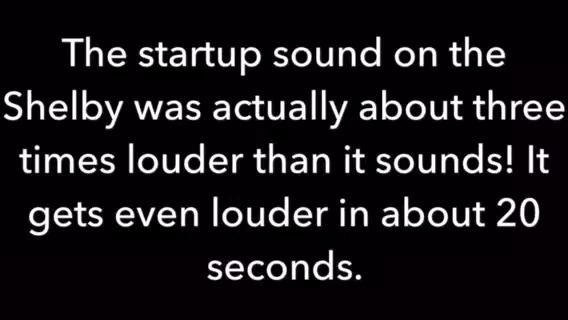 The startup sound on the
Shelby was actually about three
times louder than it sounds! It
gets even louder in about 20
seconds.